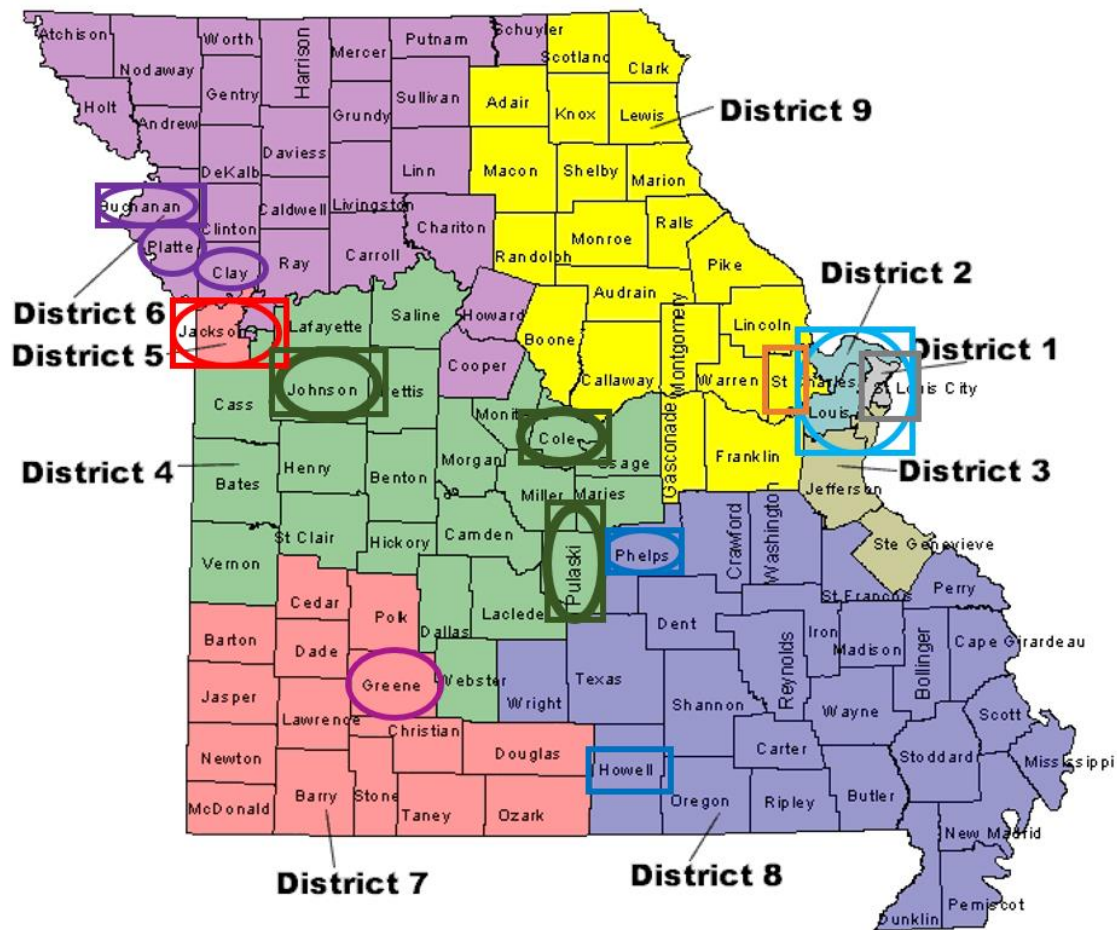 Atchison
Worth
Putnam
Schuyler
Scotland
Nodaway
Harrison
Mercer
Clark
Gentry
Sullivan
Adair
Holt
Grundy
Knox
Lewis
District 9
Andrew
Daviess
DeKalb
Linn
Macon
Shelby
Marion
Buchanan
Caldwell
Livingston
Clinton
Chariton
Ralls
Platte
Monroe
Clay
Ray
Carroll
Randolph
Pike
District 2
Audrain
District 6
Saline
Howard
Lafayette
Lincoln
Jackson
Boone
Montgomery
District 1
District 5
Cooper
Callaway
Warren
St Charles
St Louis City
Johnson
Pettis
Cass
Moniteau
Louis
Cole
Gasconade
Franklin
District 4
Henry
Morgan
Osage
District 3
Bates
Benton
Miller
Maries
Jefferson
St Clair
Camden
Crawford
Washington
Hickory
Ste Genevieve
Vernon
Pulaski
Phelps
St Francois
Perry
Cedar
Polk
Laclede
Dallas
Dent
Iron
Barton
Dade
Reynolds
Madison
Bollinger
Cape Girardeau
Greene
Webster
Texas
Jasper
Wright
Shannon
Wayne
Scott
Lawrence
Christian
Carter
Stoddard
Mississippi
Newton
Douglas
Howell
Barry
Stone
Oregon
Ripley
Butler
McDonald
Taney
Ozark
New Madrid
District 7
District 8
Pemiscot
Dunklin